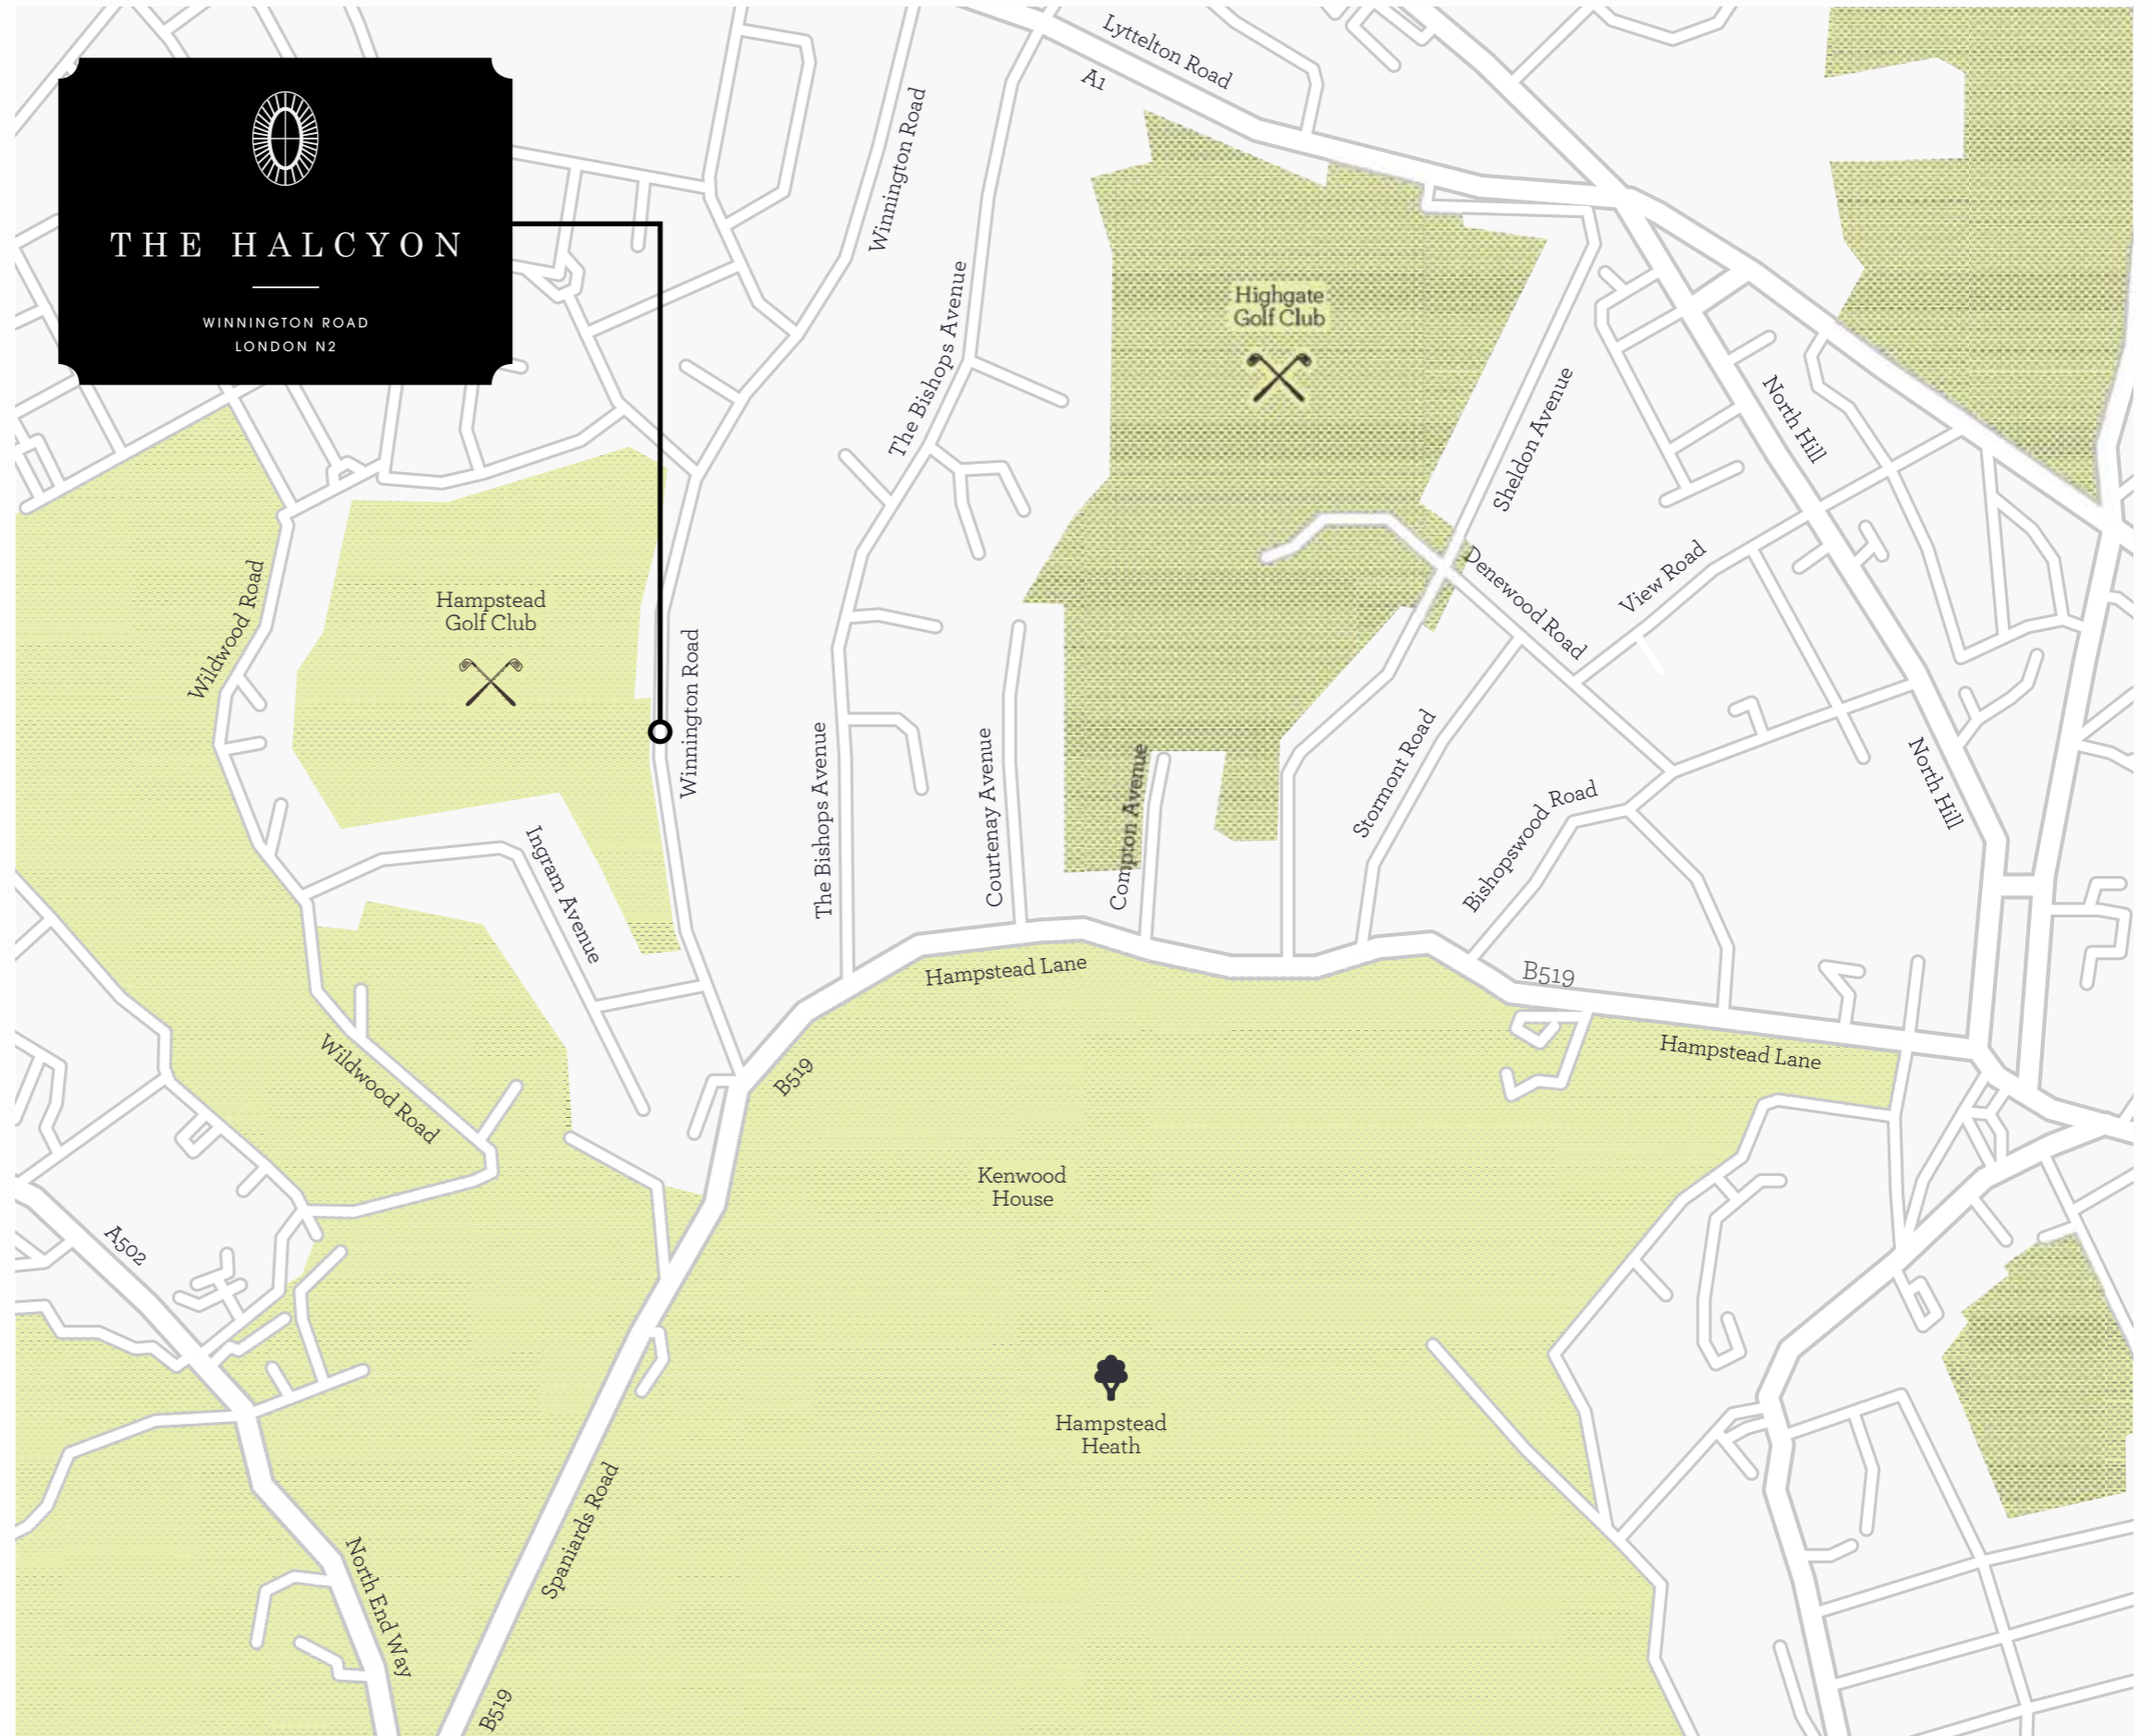 THE HALCYON
WINNINGTON ROAD
LONDON N2
Lyttelton Road
A1
Winnington Road
The Bishops Avenue
Highgate
Golf Club
Sheldon Avenue
North Hill
Denewood Road
View Road
Wildwood Road
Hampstead
Golf Club
Winnington Road
The Bishops Avenue
Courtenay Avenue
Compton Avenue
Stormont Road
Bishopswood Road
North Hill
Ingram Avenue
Hampstead Lane
B519
Hampstead Lane
Wildwood Road
B519
Kenwood
House
A502
Hampstead
Heath
Spaniards Road
North End Way
B519